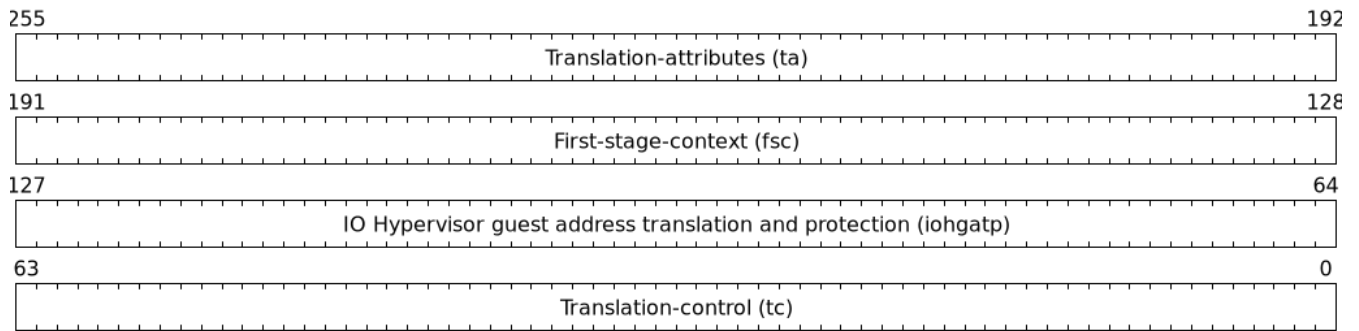 255 192
Translation-attributes (ta)
191 128
First-stage-context (fsc)
127 64
IO Hypervisor guest address translation and protection (iohgatp)
63 0
Translation-control (tc)